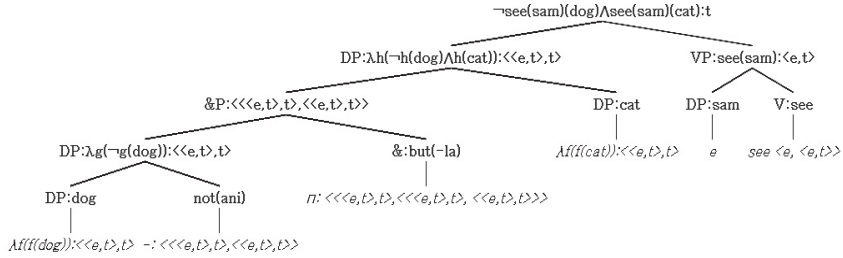 ¬see(sam)(dog)∧see(sam)(cat):t
DP:λh(¬h(dog)∧h(cat)):<<e,t>,t> VP:see(sam):<e,t>
&P:<<<e,t>,t>,<<e,t>,t>> DP:cat DP:sam V:see
DP:λg(¬g(dog)):<<e,t>,t> &:but(-la) λf(f(cat)):<<e,t>,t> e see <e, <e,t>>
DP:dog not(ani) ⊓: <<<e,t>,t>,<<<e,t>,t>, <<e,t>,t>>>
λf(f(dog)):<<e,t>,t> ¬: <<<e,t>,t>,<<e,t>,t>>